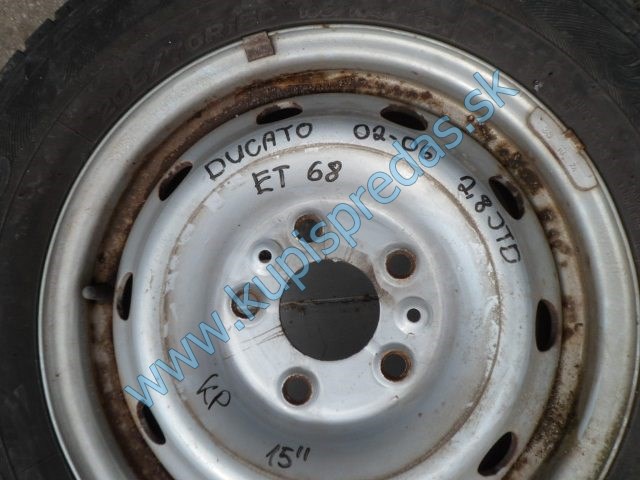 DUCATO 02-06
ET 68
2,8 JTD
www.kupispredas.sk
KP
15"